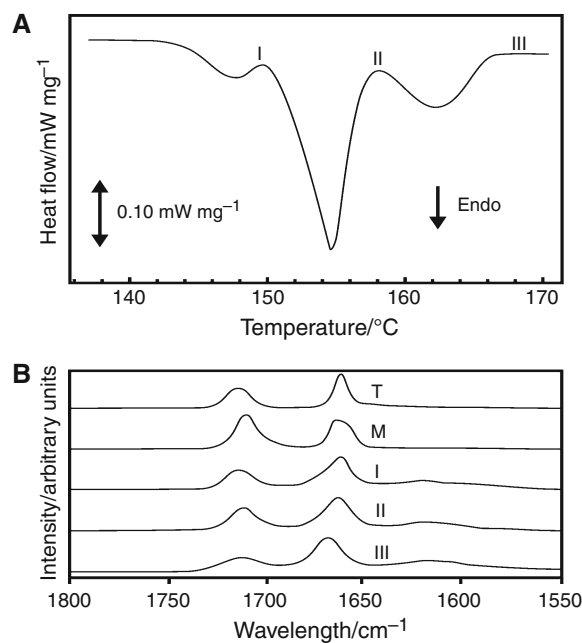 A
I
II
III
Heat flow/mW mg⁻¹
0.10 mW mg⁻¹
Endo
140
150
160
170
Temperature/°C
B
Intensity/arbitrary units
T
M
I
II
III
1800
1750
1700
1650
1600
1550
Wavelength/cm⁻¹